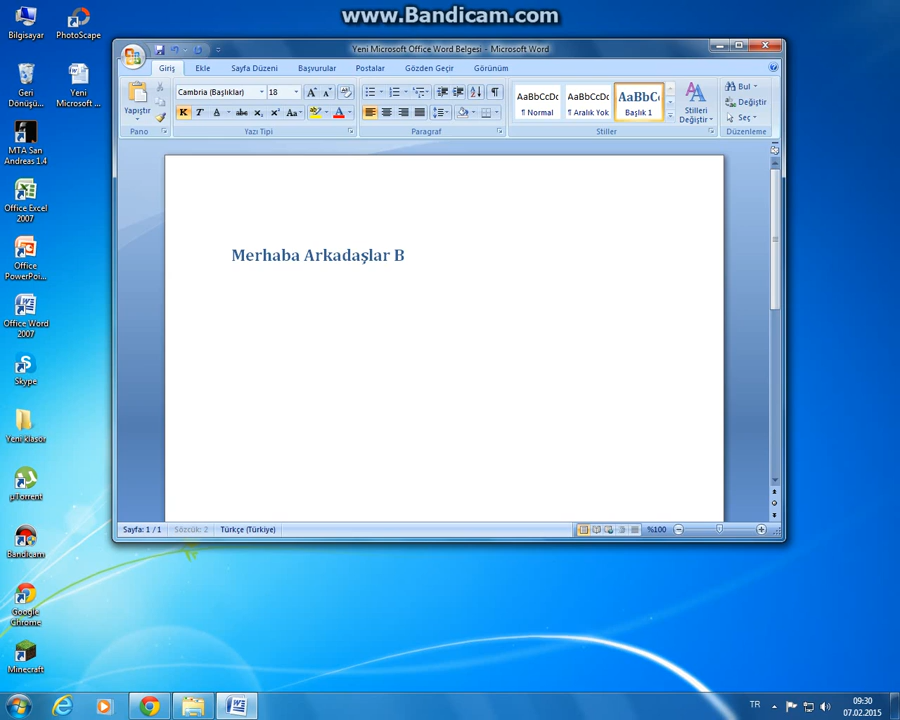 www.Bandicam.com
Bilgisayar
PhotoScape
Geri Dönüşü...
Yeni Microsoft ...
MTA San Andreas 1.4
Office Excel 2007
Office PowerPoi...
Office Word 2007
Skype
Yeni klasör
µTorrent
Bandicam
Google Chrome
Minecraft
Yeni Microsoft Office Word Belgesi - Microsoft Word
Giriş Ekle Sayfa Düzeni Başvurular Postalar Gözden Geçir Görünüm
Yapıştır
Cambria (Başlıklar) 18
K T A abc x₂ x² Aa
AaBbCcDc AaBbCcDc AaBbC
¶ Normal ¶ Aralık Yok Başlık 1
Stilleri Değiştir
Bul
Değiştir
Seç
Pano Yazı Tipi Paragraf Stiller Düzenleme
Merhaba Arkadaşlar B
Sayfa: 1 / 1 Sözcük: 2 Türkçe (Türkiye) %100
TR 09:30
07.02.2015